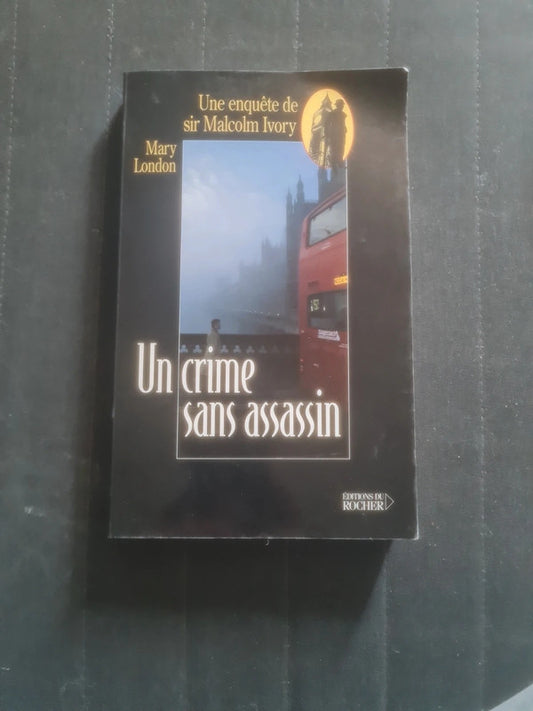 Une enquête de
sir Malcolm Ivory
Mary
London
Un crime
sans assassin
ÉDITIONS DU
ROCHER